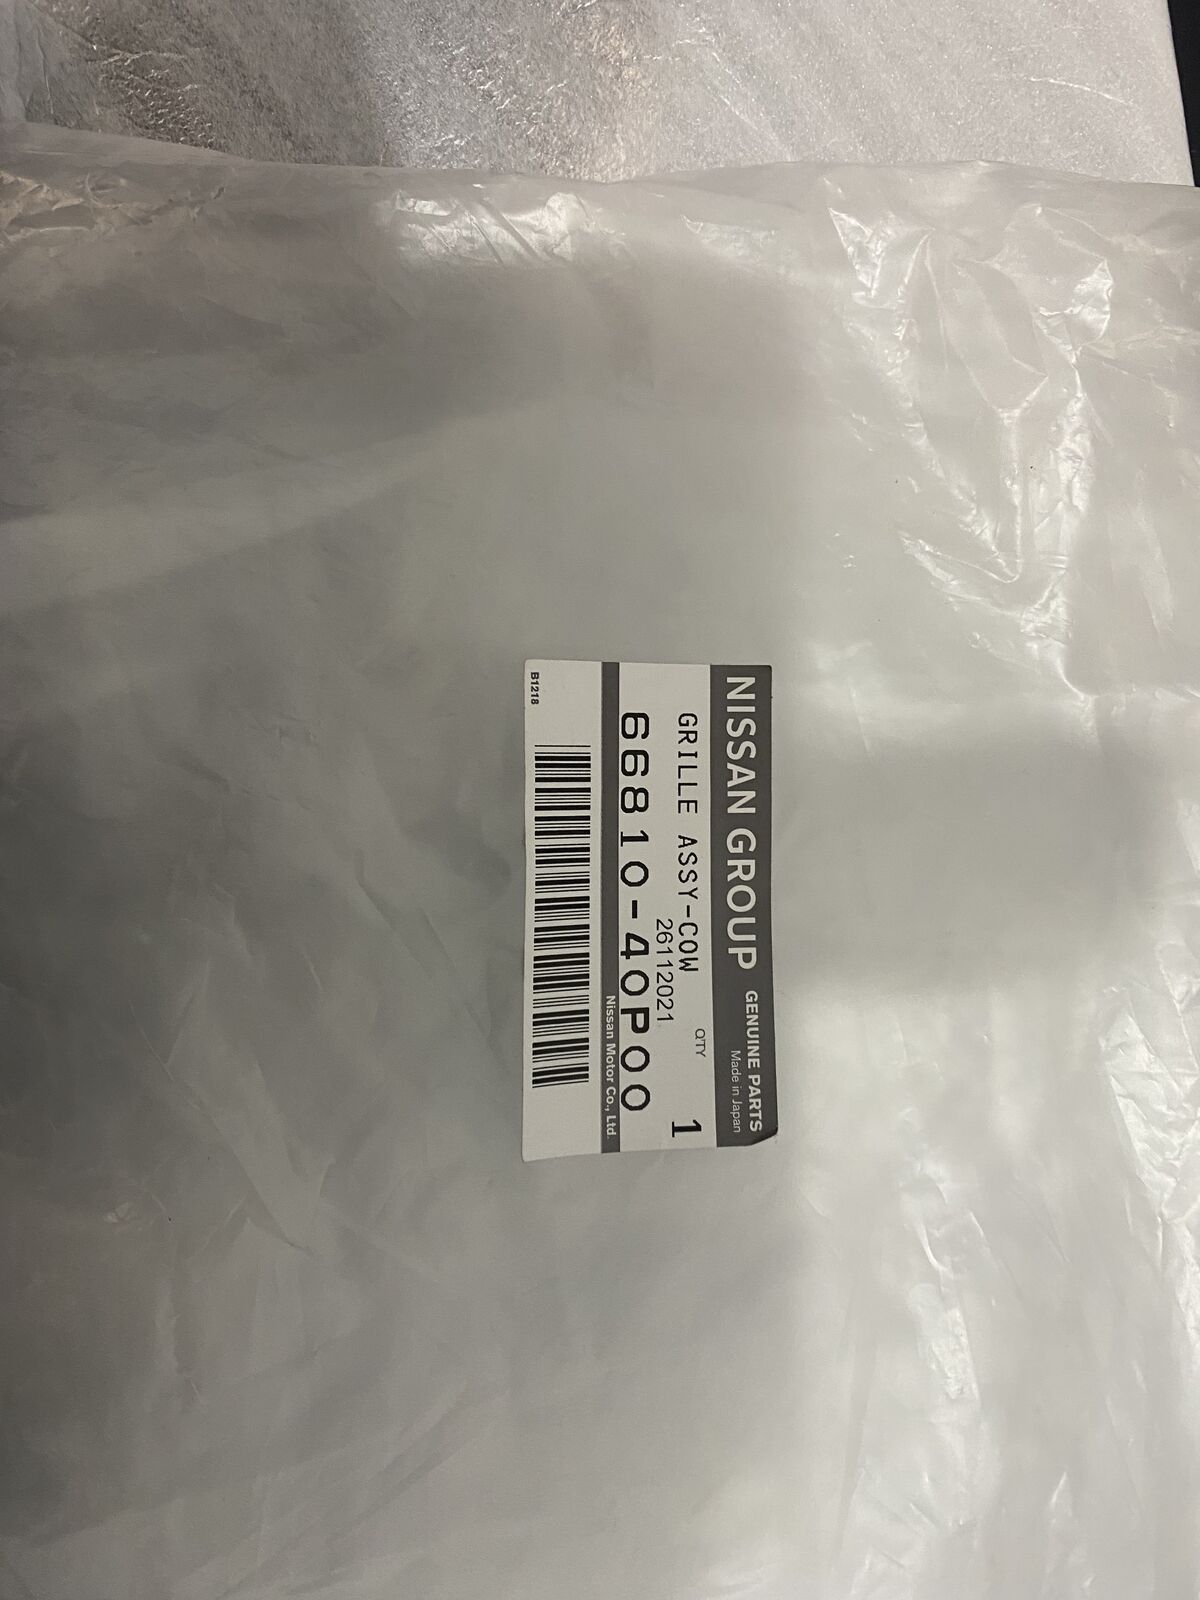 NISSAN GROUP GENUINE PARTS
Made in Japan
Q'TY
GRILLE ASSY-COW 1
26112021
66810-40P00
Nissan Motor Co., Ltd.
B1218